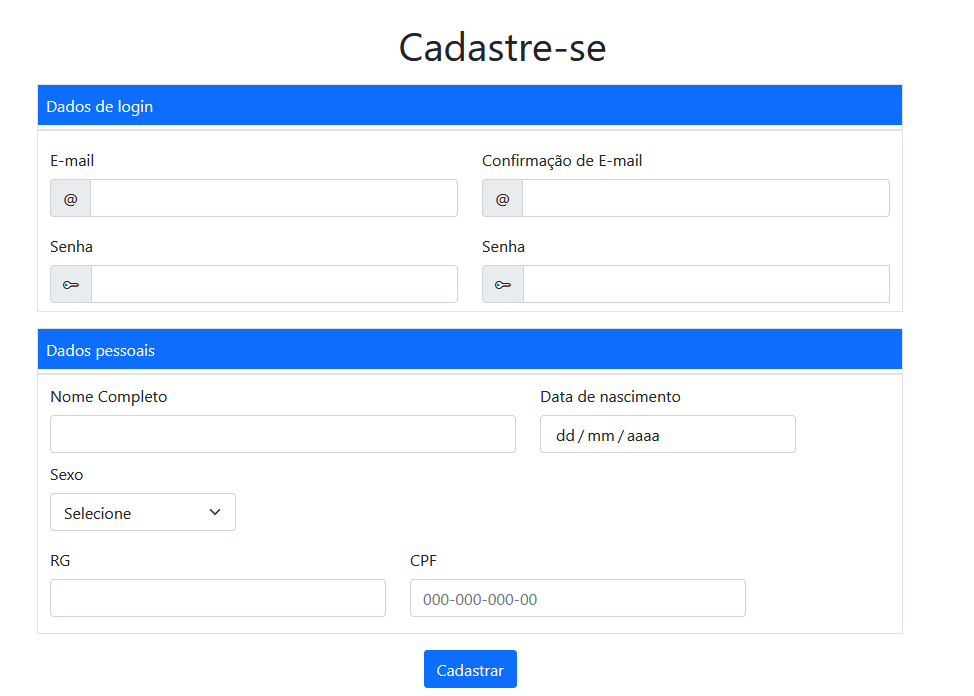 Cadastre-se
Dados de login
E-mail Confirmação de E-mail
@ @
Senha Senha
Dados pessoais
Nome Completo Data de nascimento
dd / mm / aaaa
Sexo
Selecione
RG CPF
000-000-000-00
Cadastrar